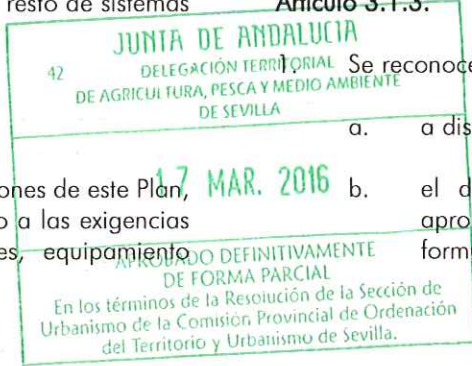 resto de sistemas
ones de este Plan,
o a las exigencias
es, equipamiento
Artículo 3.1.3.
1. Se reconoce
a. a dis
b. el d
apro
form
JUNTA DE ANDALUCIA
42
DELEGACIÓN TERRITORIAL
DE AGRICULTURA, PESCA Y MEDIO AMBIENTE
DE SEVILLA
17 MAR. 2016
APROBADO DEFINITIVAMENTE
DE FORMA PARCIAL
En los términos de la Resolución de la Sección de
Urbanismo de la Comisión Provincial de Ordenación
del Territorio y Urbanismo de Sevilla.